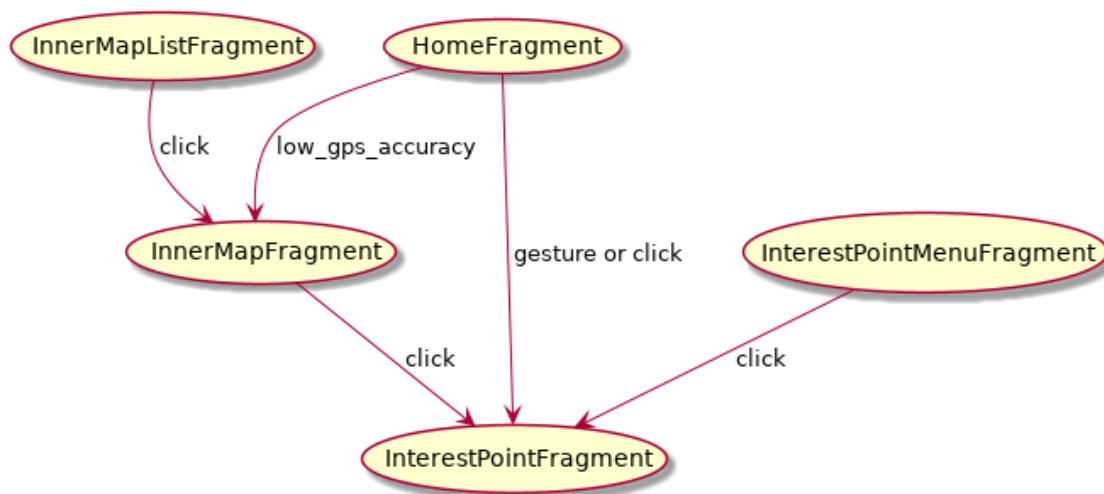 InnerMapListFragment
HomeFragment
click
low_gps_accuracy
InnerMapFragment
gesture or click
InterestPointMenuFragment
click
click
InterestPointFragment